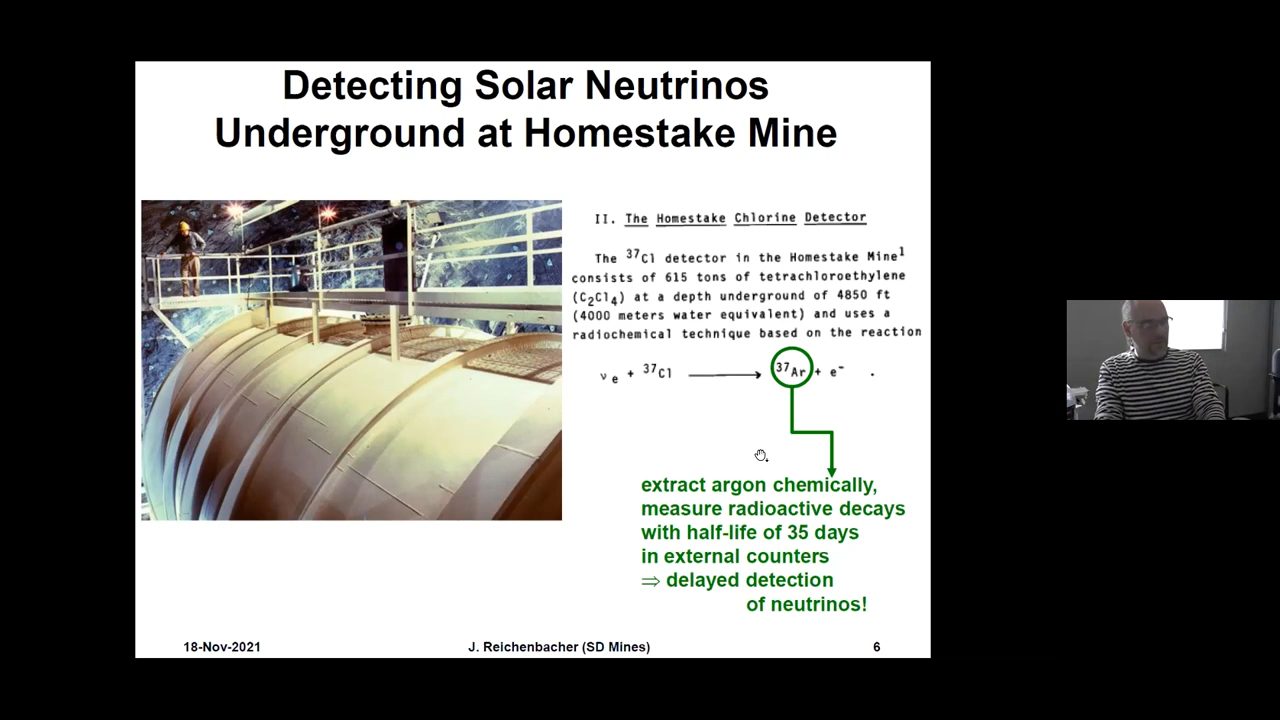 Detecting Solar Neutrinos
Underground at Homestake Mine
II. The Homestake Chlorine Detector
The ³⁷Cl detector in the Homestake Mine¹
consists of 615 tons of tetrachloroethylene
(C₂Cl₄) at a depth underground of 4850 ft
(4000 meters water equivalent) and uses a
radiochemical technique based on the reaction
νₑ + ³⁷Cl ⟶ ³⁷Ar + e⁻ .
extract argon chemically,
measure radioactive decays
with half-life of 35 days
in external counters
⇒ delayed detection
of neutrinos!
18-Nov-2021 J. Reichenbacher (SD Mines) 6